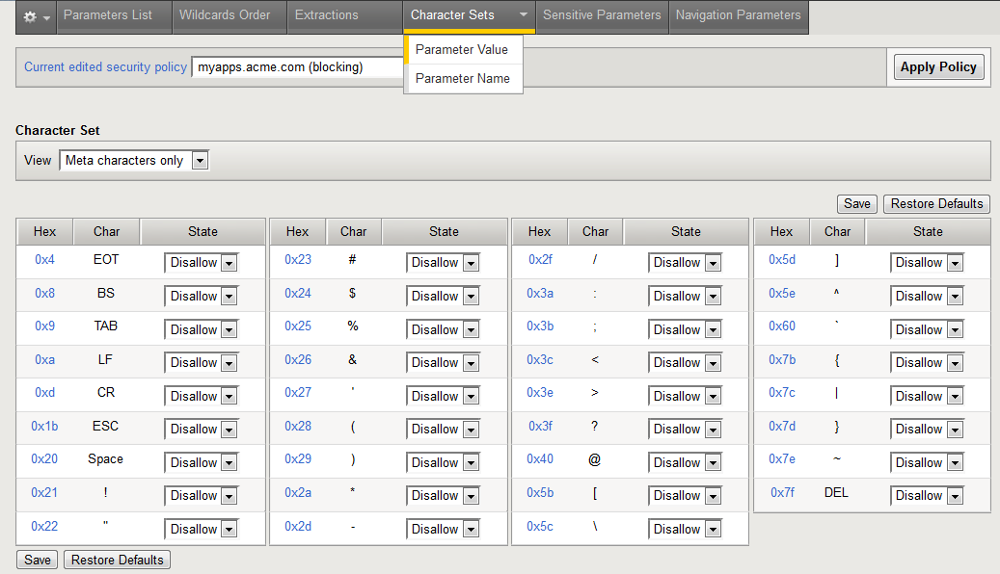 Parameters List Wildcards Order Extractions Character Sets Sensitive Parameters Navigation Parameters
Parameter Value
Parameter Name
Current edited security policy myapps.acme.com (blocking) Apply Policy
Character Set
View Meta characters only
Save Restore Defaults
Hex Char State Hex Char State Hex Char State Hex Char State
0x4 EOT Disallow 0x23 # Disallow 0x2f / Disallow 0x5d ] Disallow
0x8 BS Disallow 0x24 $ Disallow 0x3a : Disallow 0x5e ^ Disallow
0x9 TAB Disallow 0x25 % Disallow 0x3b ; Disallow 0x60 ` Disallow
0xa LF Disallow 0x26 & Disallow 0x3c < Disallow 0x7b { Disallow
0xd CR Disallow 0x27 ' Disallow 0x3e > Disallow 0x7c | Disallow
0x1b ESC Disallow 0x28 ( Disallow 0x3f ? Disallow 0x7d } Disallow
0x20 Space Disallow 0x29 ) Disallow 0x40 @ Disallow 0x7e ~ Disallow
0x21 ! Disallow 0x2a * Disallow 0x5b [ Disallow 0x7f DEL Disallow
0x22 " Disallow 0x2d - Disallow 0x5c \ Disallow
Save Restore Defaults